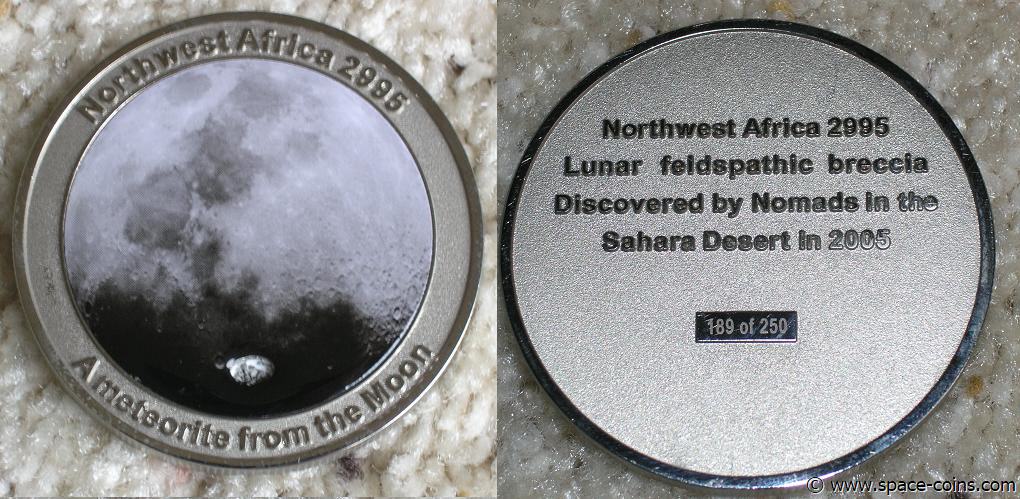 Northwest Africa 2995
A meteorite from the Moon
Northwest Africa 2995
Lunar feldspathic breccia
Discovered by Nomads in the
Sahara Desert in 2005
189 of 250
© www.space-coins.com